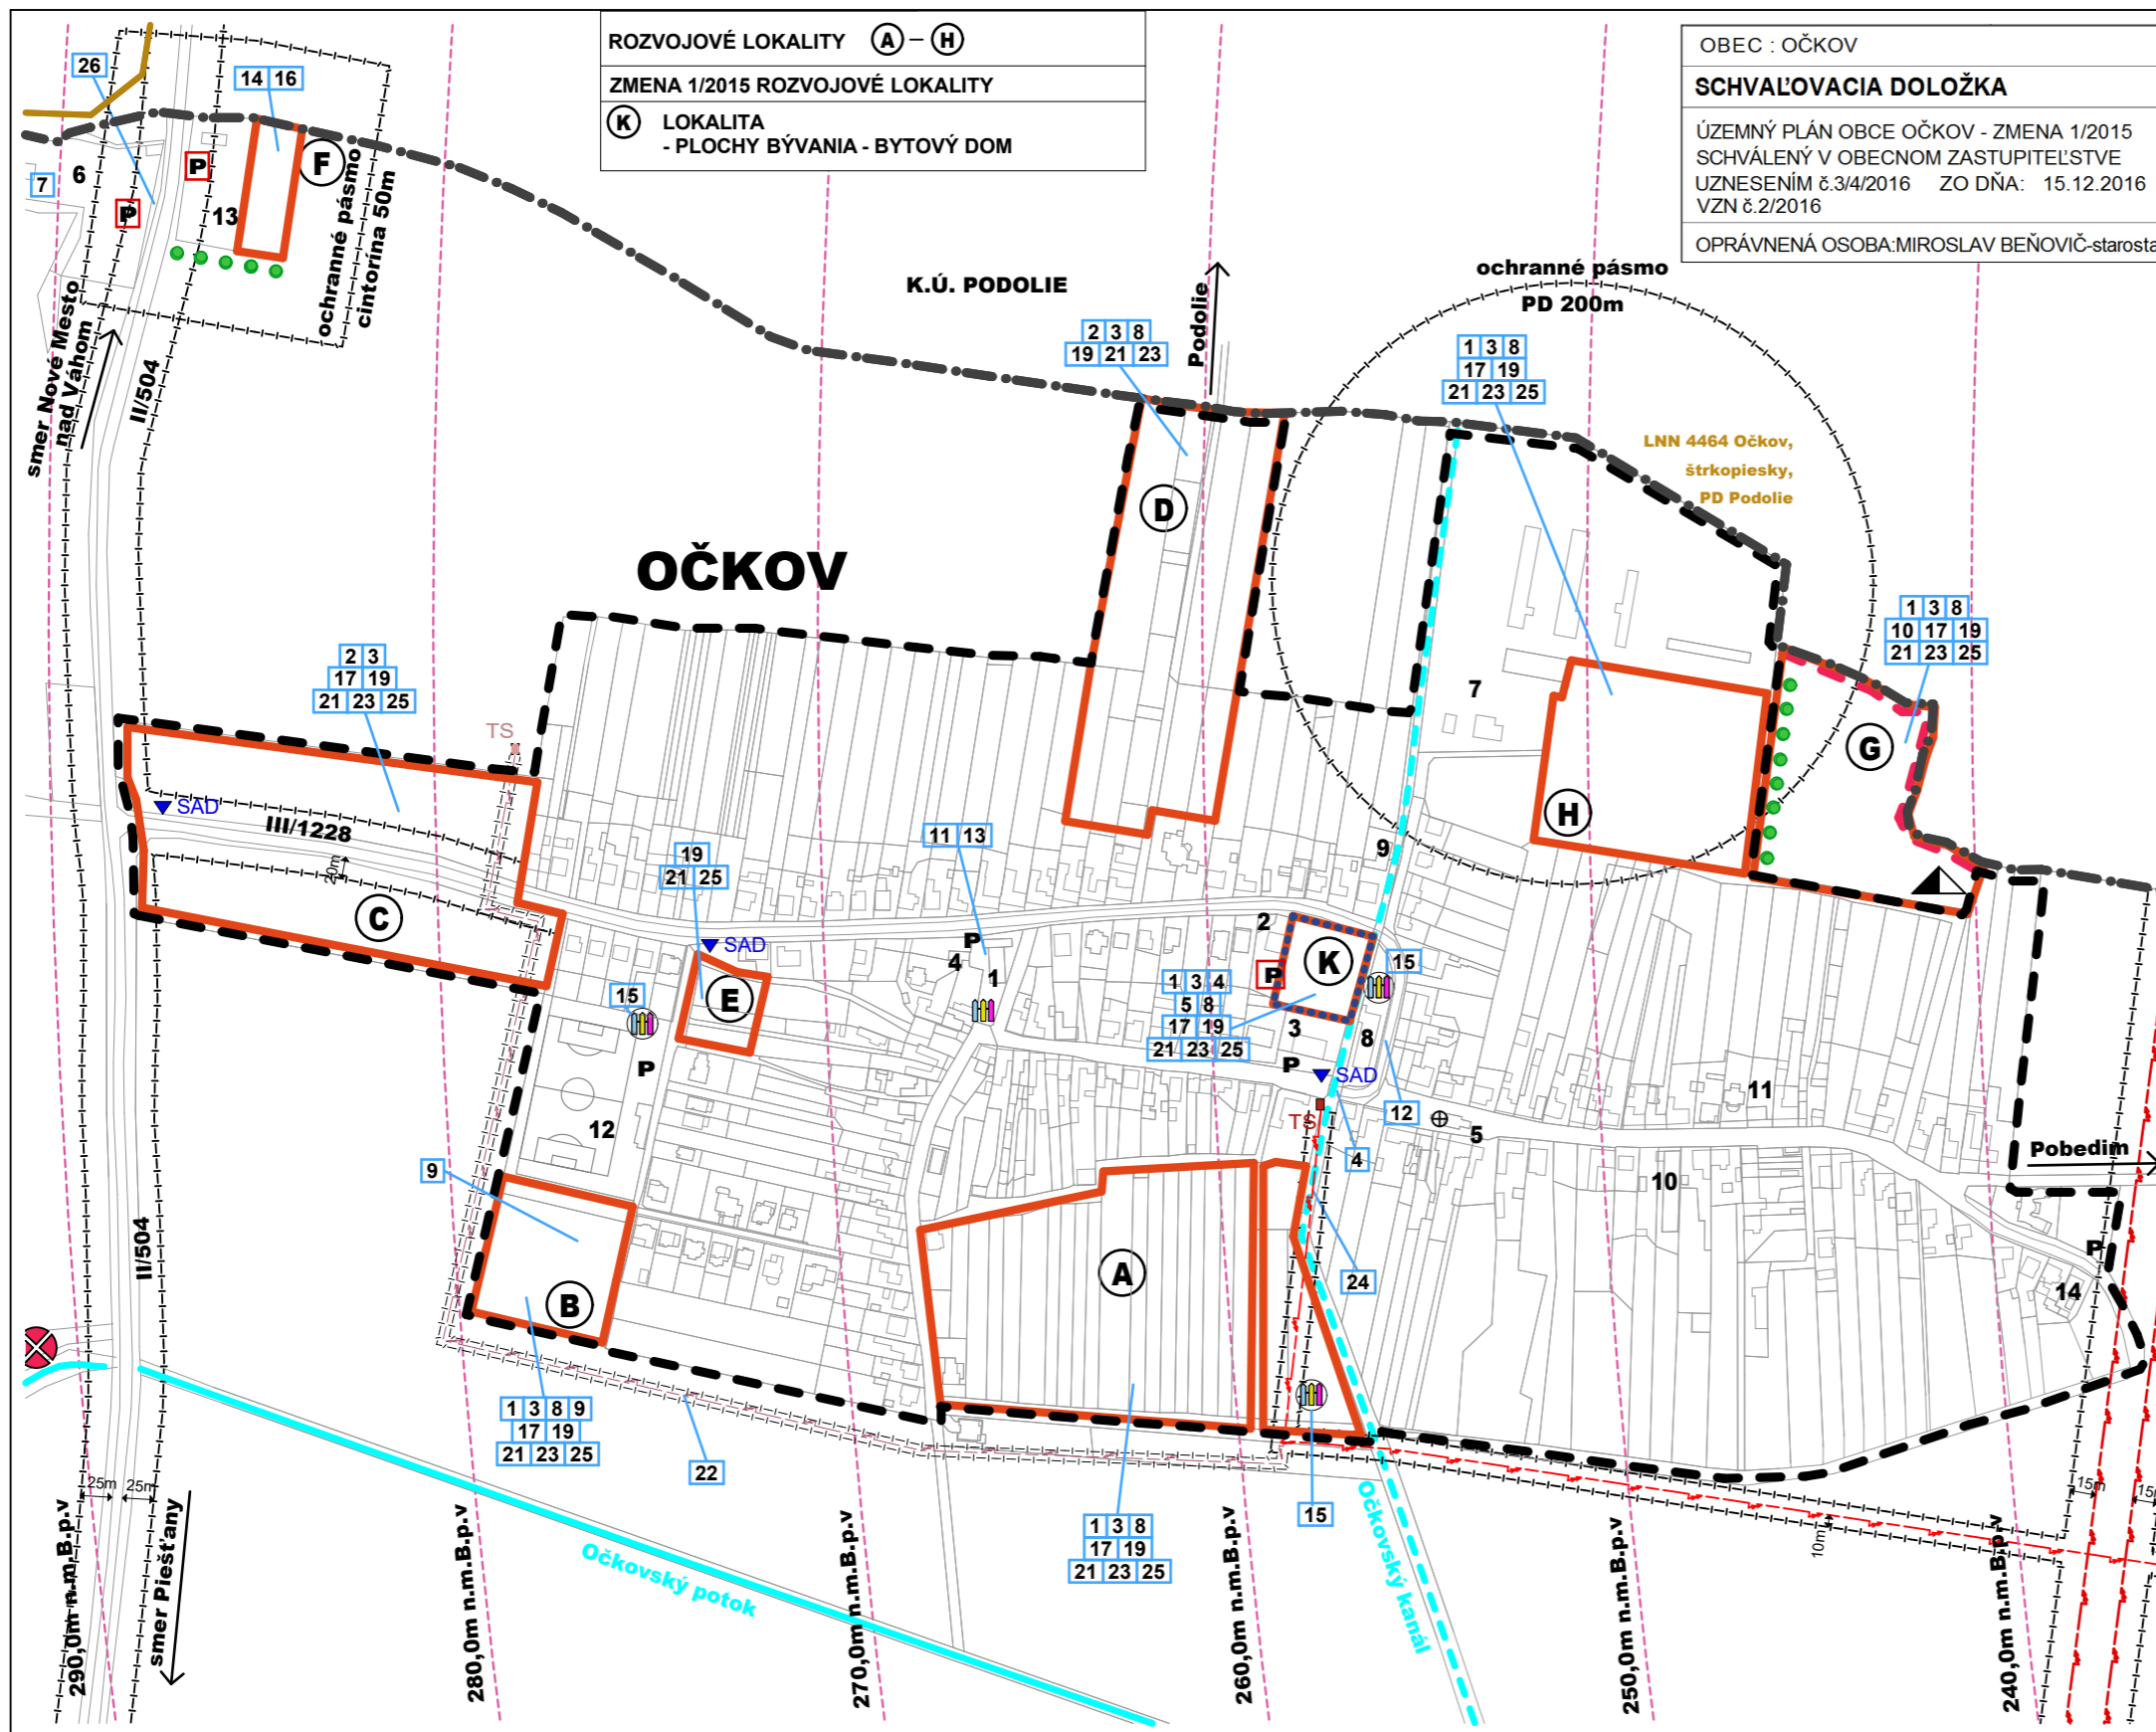 ROZVOJOVÉ LOKALITY A – H
ZMENA 1/2015 ROZVOJOVÉ LOKALITY
K LOKALITA
- PLOCHY BÝVANIA - BYTOVÝ DOM
OBEC : OČKOV
SCHVAĽOVACIA DOLOŽKA
ÚZEMNÝ PLÁN OBCE OČKOV - ZMENA 1/2015
SCHVÁLENÝ V OBECNOM ZASTUPITEĽSTVE
UZNESENÍM č.3/4/2016 ZO DŇA: 15.12.2016
VZN č.2/2016
OPRÁVNENÁ OSOBA:MIROSLAV BEŇOVIČ-starosta
26
14 16
F
P
6
7
P
13
ochranné pásmo
cintorína 50m
smer Nové Mesto
nad Váhom
II/504
K.Ú. PODOLIE
Podolie
ochranné pásmo
PD 200m
2 3 8
19 21 23
1 3 8
17 19
21 23 25
LNN 4464 Očkov,
štrkopiesky,
PD Podolie
D
OČKOV
1 3 8
10 17 19
21 23 25
2 3
17 19
21 23 25
7
G
TS
SAD
III/1228
20m
H
19
21 25
11 13
9
C
2
SAD
P
4
1
K
P
15
E
15
1 3 4
5 8
17 19
21 23 25
3
8
P
P
SAD
12
TS
12
5
11
4
10
Pobedim
9
II/504
P
A
24
B
14
1 3 8 9
17 19
21 23 25
22
15
1 3 8
17 19
21 23 25
25m 25m
15m
15m
10m
Očkovský potok
Očkovský kanál
smer Piešťany
290,0m n.m.B.p.v
280,0m n.m.B.p.v
270,0m n.m.B.p.v
260,0m n.m.B.p.v
250,0m n.m.B.p.v
240,0m n.m.B.p.v